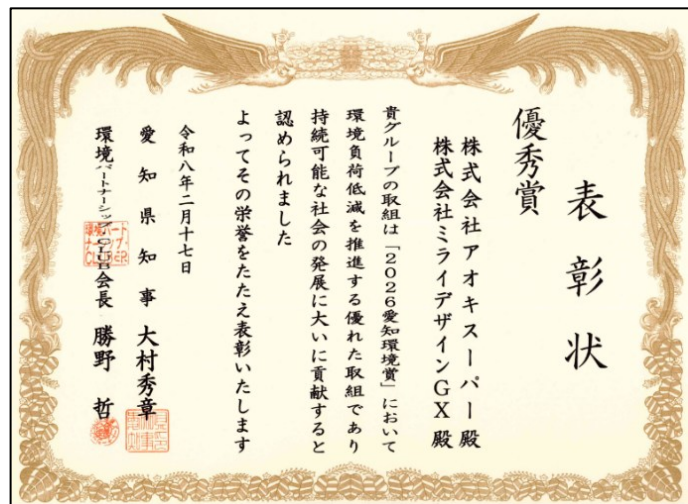 表彰状
優秀賞
株式会社アオキスーパー殿
株式会社ミライデザインGX殿
貴グループの取組は「2026愛知環境賞」において
環境負荷低減を推進する優れた取組であり
持続可能な社会の発展に大いに貢献すると
認められました
よってその栄誉をたたえ表彰いたします
令和八年二月十七日
愛知県知事 大村秀章
環境パートナーシップ・CLUB会長 勝野 哲